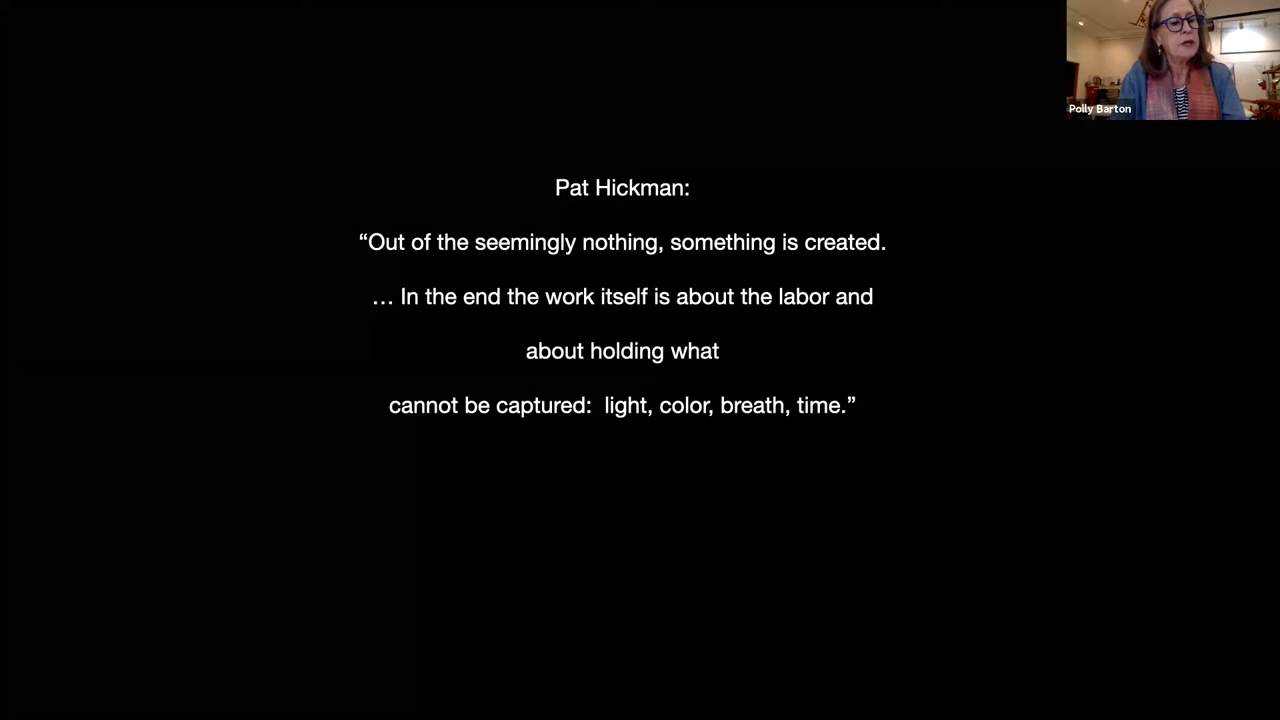 Polly Barton
Pat Hickman:
“Out of the seemingly nothing, something is created.
… In the end the work itself is about the labor and
about holding what
cannot be captured:  light, color, breath, time.”